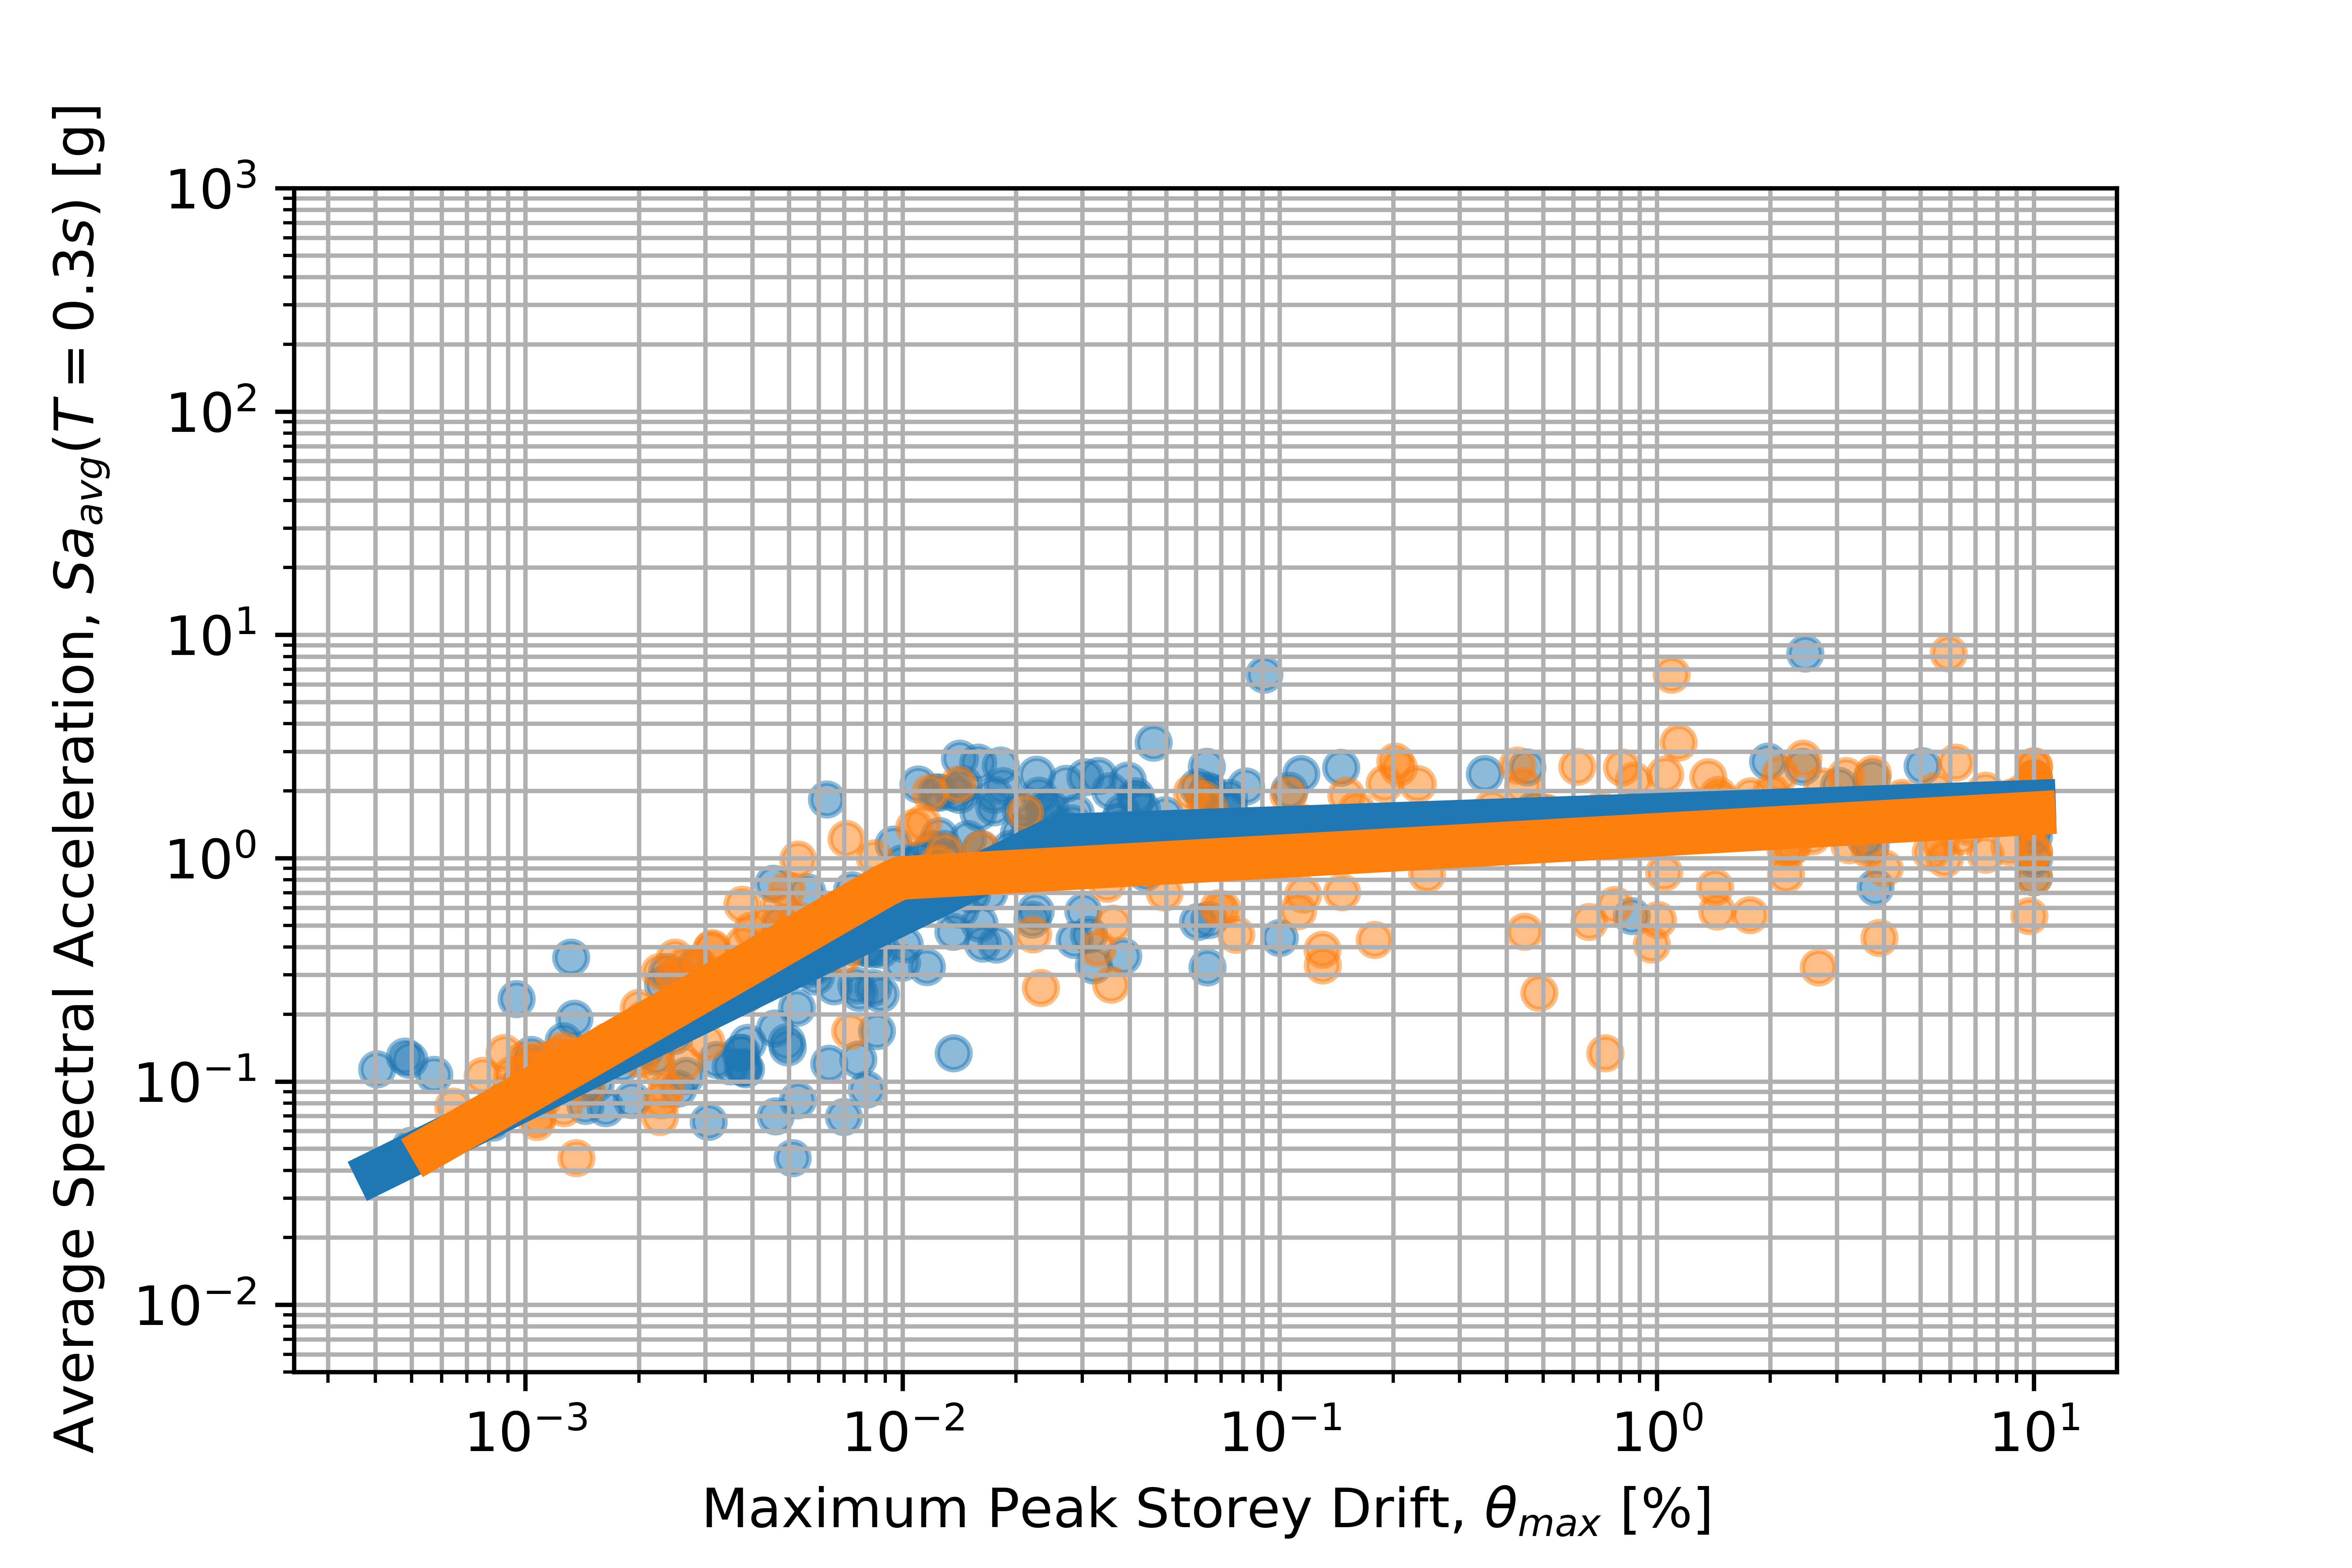 Average Spectral Acceleration, Sa_avg(T = 0.3s) [g]
10^3
10^2
10^1
10^0
10^−1
10^−2
10^−3 10^−2 10^−1 10^0 10^1
Maximum Peak Storey Drift, θ_max [%]